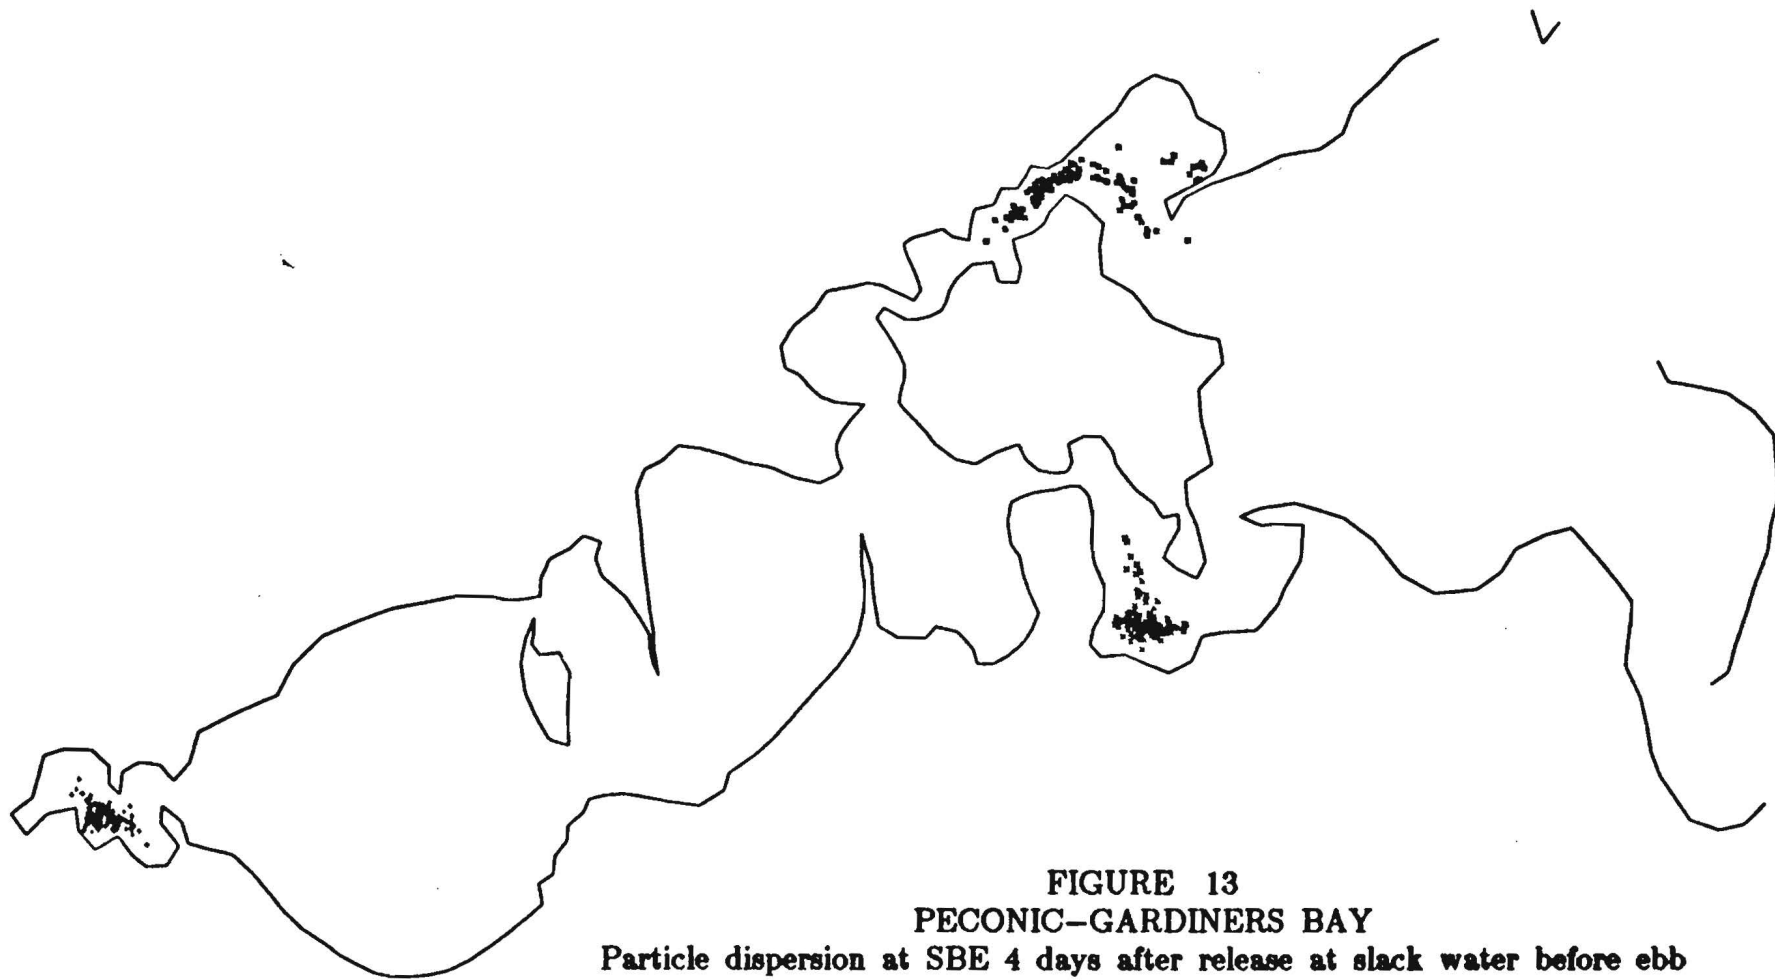 FIGURE 13
PECONIC–GARDINERS BAY
Particle dispersion at SBE 4 days after release at slack water before ebb